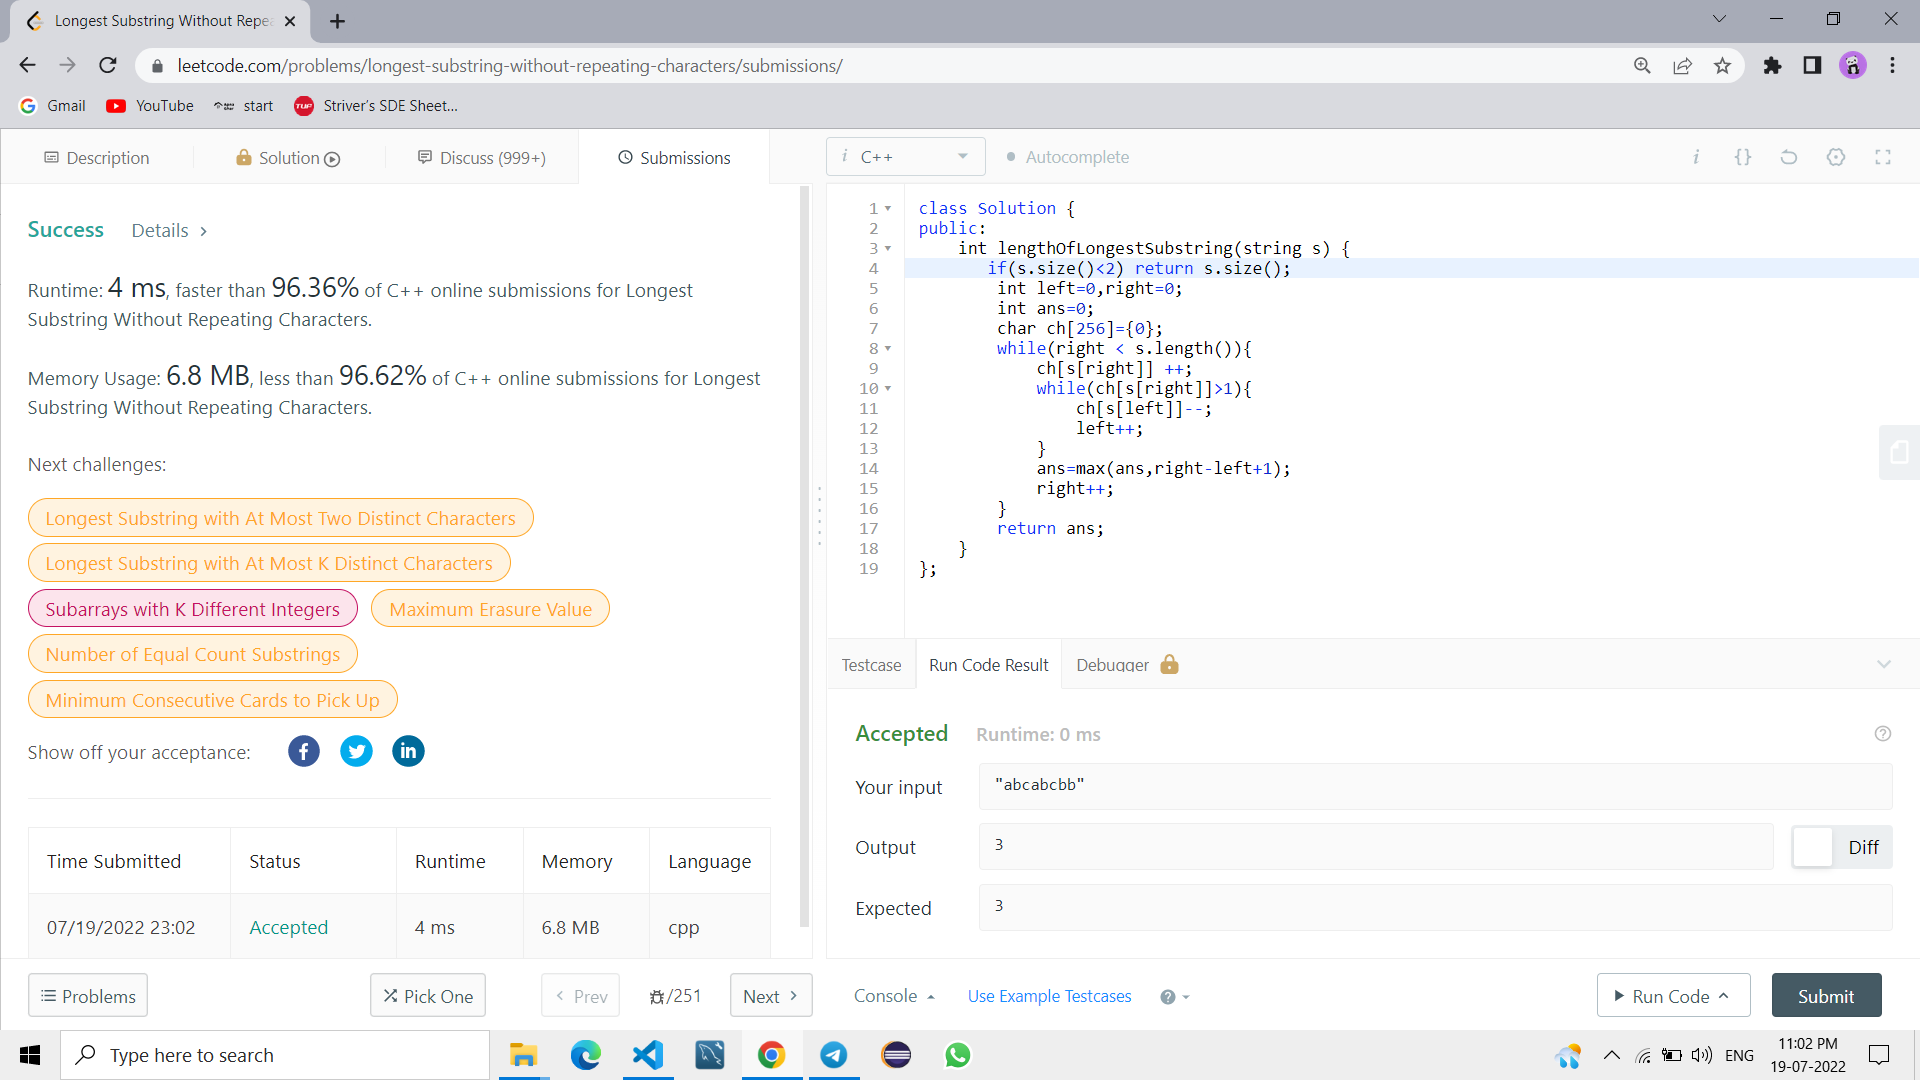 Longest Substring Without Repe
leetcode.com/problems/longest-substring-without-repeating-characters/submissions/
Gmail YouTube start Striver's SDE Sheet...
Description Solution Discuss (999+) Submissions
Success Details >
Runtime: 4 ms, faster than 96.36% of C++ online submissions for Longest
Substring Without Repeating Characters.
Memory Usage: 6.8 MB, less than 96.62% of C++ online submissions for Longest
Substring Without Repeating Characters.
Next challenges:
Longest Substring with At Most Two Distinct Characters
Longest Substring with At Most K Distinct Characters
Subarrays with K Different Integers Maximum Erasure Value
Number of Equal Count Substrings
Minimum Consecutive Cards to Pick Up
Show off your acceptance:
Time Submitted Status Runtime Memory Language
07/19/2022 23:02 Accepted 4 ms 6.8 MB cpp
Problems Pick One < Prev /251 Next >
i C++ Autocomplete
i {}
1 class Solution {
2 public:
3     int lengthOfLongestSubstring(string s) {
4        if(s.size()<2) return s.size();
5         int left=0,right=0;
6         int ans=0;
7         char ch[256]={0};
8         while(right < s.length()){
9             ch[s[right]] ++;
10             while(ch[s[right]]>1){
11                 ch[s[left]]--;
12                 left++;
13             }
14             ans=max(ans,right-left+1);
15             right++;
16         }
17         return ans;
18     }
19 };
Testcase Run Code Result Debugger
Accepted Runtime: 0 ms
Your input "abcabcbb"
Output 3 Diff
Expected 3
Console Use Example Testcases ? Run Code Submit
Type here to search ENG 11:02 PM
19-07-2022